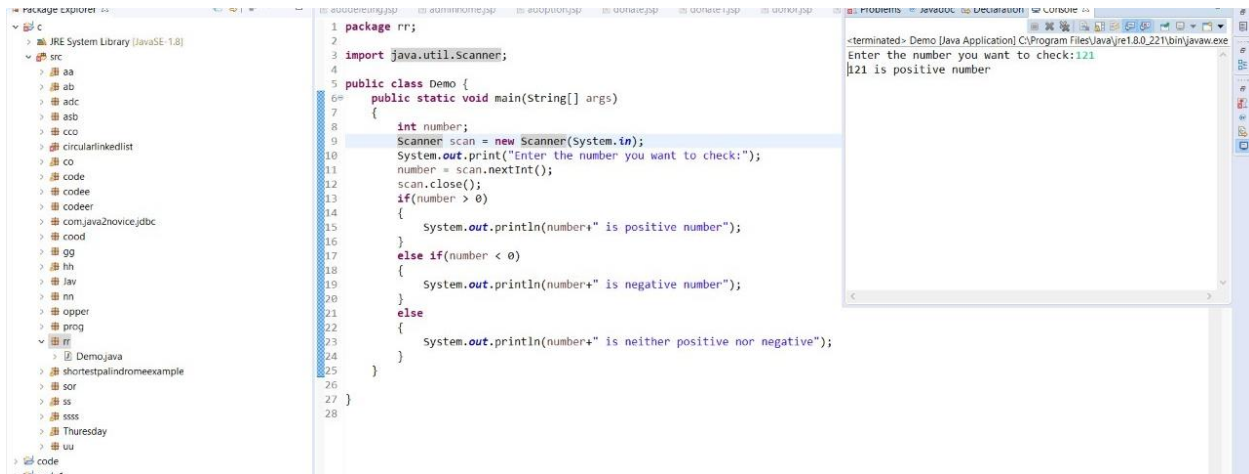 Package Explorer
c
JRE System Library [JavaSE-1.8]
src
aa
ab
adc
asb
cco
circularlinkedlist
co
code
codee
codeer
com.java2novice.jdbc
cood
gg
hh
Jav
nn
opper
prog
rr
Demo.java
shortestpalindromeexample
sor
ss
ssss
Thuresday
uu
code
adminhome.jsp adoption.jsp donate.jsp donate1.jsp donor.jsp
1 package rr;
2
3 import java.util.Scanner;
4
5 public class Demo {
6 public static void main(String[] args)
7 {
8 int number;
9 Scanner scan = new Scanner(System.in);
10 System.out.print("Enter the number you want to check:");
11 number = scan.nextInt();
12 scan.close();
13 if(number > 0)
14 {
15 System.out.println(number+" is positive number");
16 }
17 else if(number < 0)
18 {
19 System.out.println(number+" is negative number");
20 }
21 else
22 {
23 System.out.println(number+" is neither positive nor negative");
24 }
25 }
26
27 }
28
Problems Javadoc Declaration Console
<terminated> Demo [Java Application] C:\Program Files\Java\jre1.8.0_221\bin\javaw.exe
Enter the number you want to check:121
121 is positive number